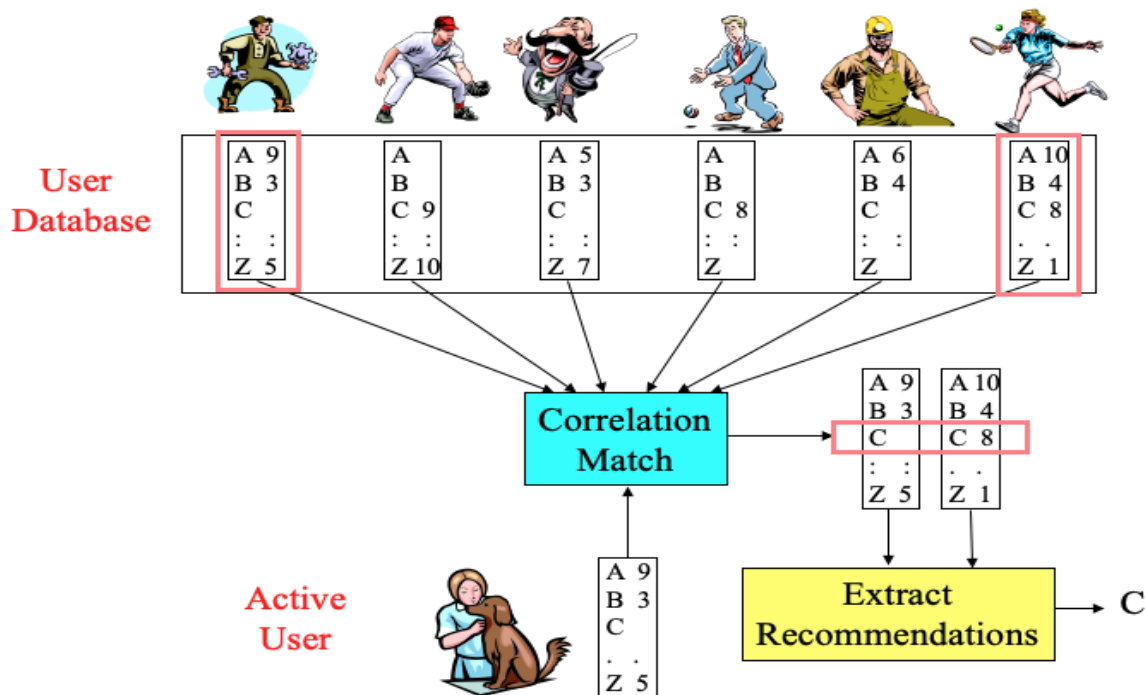 User
Database
A 9
B 3
C
: :
Z 5
A
B
C 9
: :
Z 10
A 5
B 3
C
: :
Z 7
A
B
C 8
: :
Z
A 6
B 4
C
: :
Z
A 10
B 4
C 8
. .
Z 1
Correlation
Match
A 9
B 3
C
: :
Z 5
A 10
B 4
C 8
. .
Z 1
Active
User
A 9
B 3
C
. .
Z 5
Extract
Recommendations
C